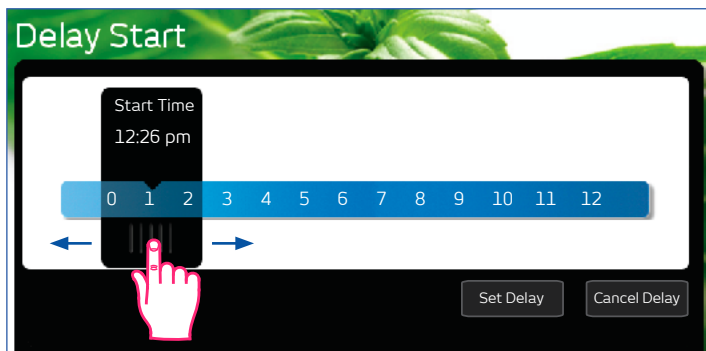 Delay Start
Start Time
12:26 pm
0 1 2 3 4 5 6 7 8 9 10 11 12
Set Delay Cancel Delay